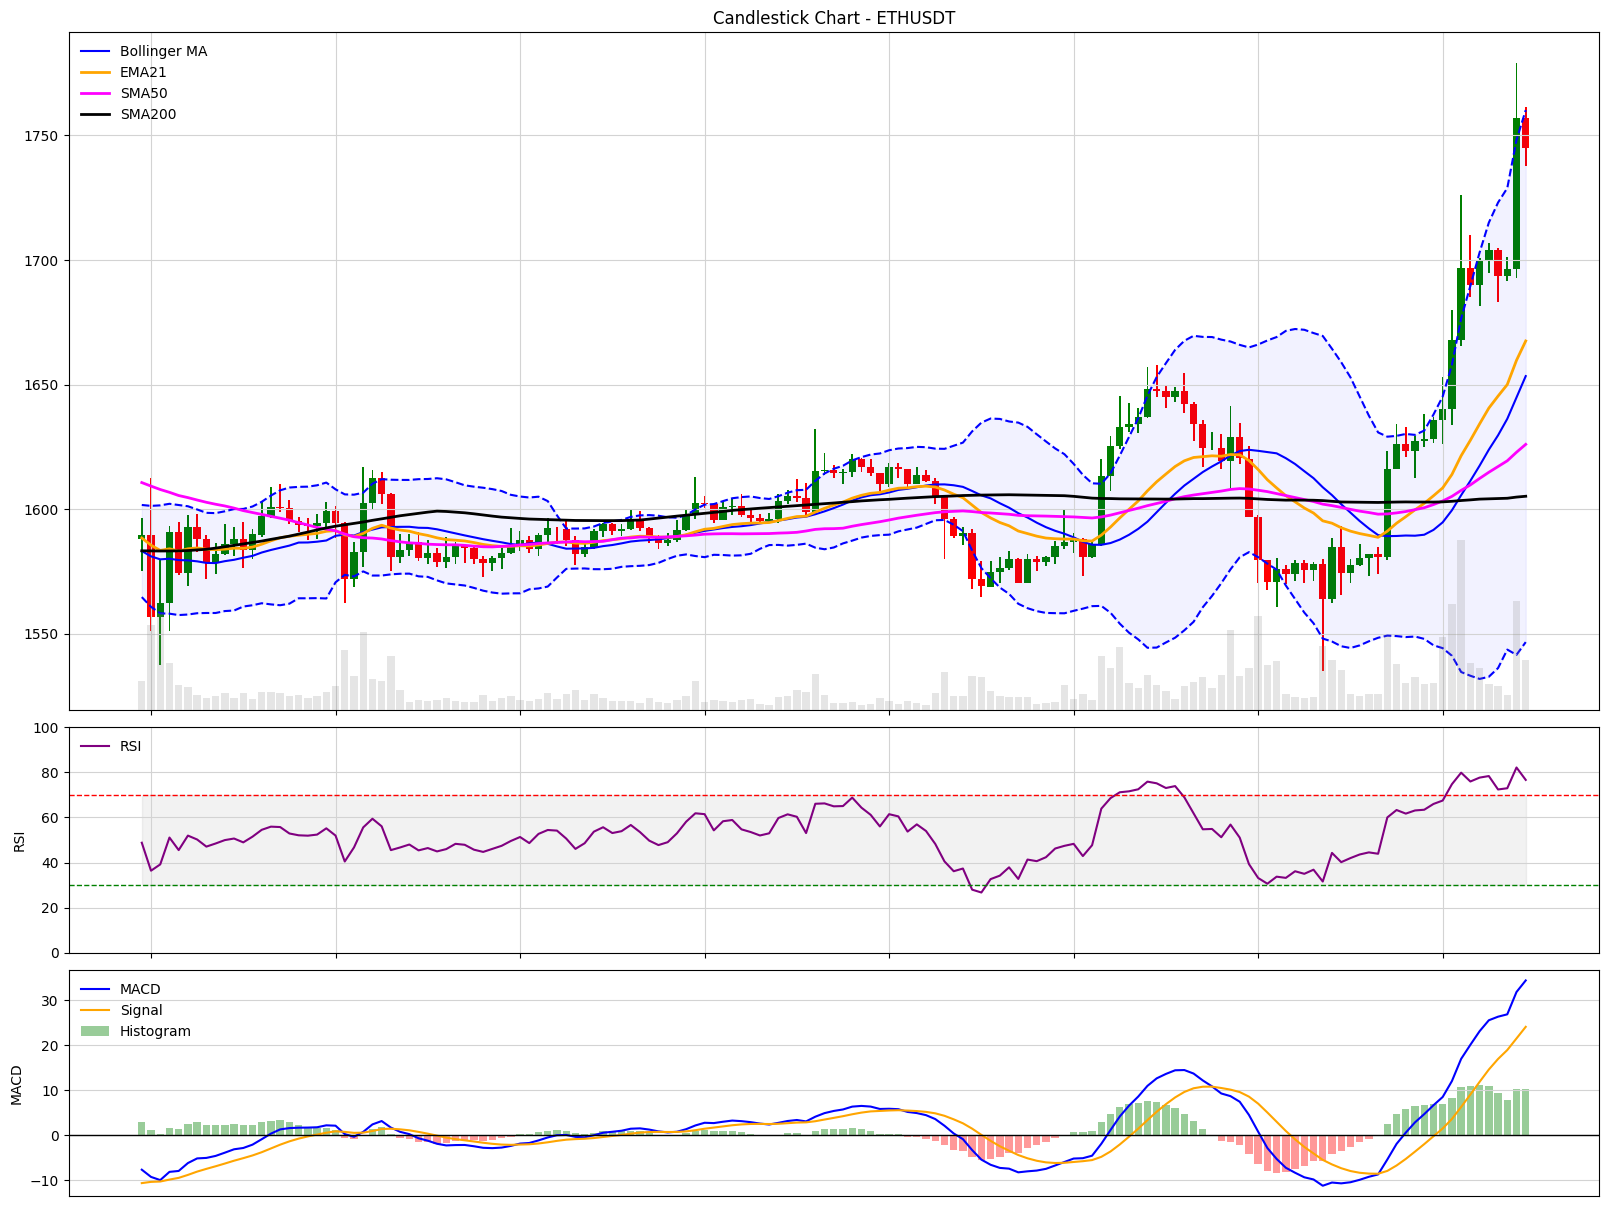 Candlestick Chart - ETHUSDT
Bollinger MA
EMA21
SMA50
SMA200
1750
1700
1650
1600
1550
RSI
100
80
60
40
20
0
RSI
MACD
Signal
Histogram
30
20
10
0
−10
MACD